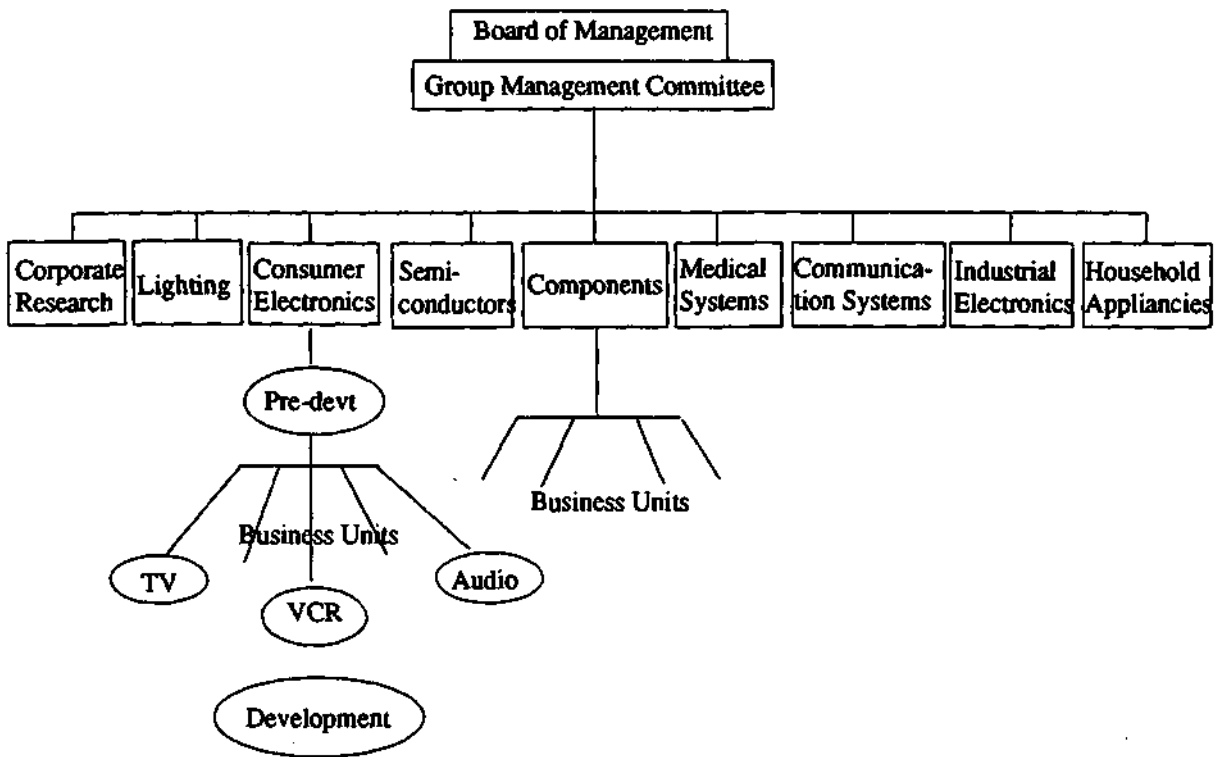 Board of Management
Group Management Committee
Corporate
Research
Lighting
Consumer
Electronics
Semi-
conductors
Components
Medical
Systems
Communica-
tion Systems
Industrial
Electronics
Household
Appliancies
Pre-devt
Business Units
Business Units
TV
VCR
Audio
Development